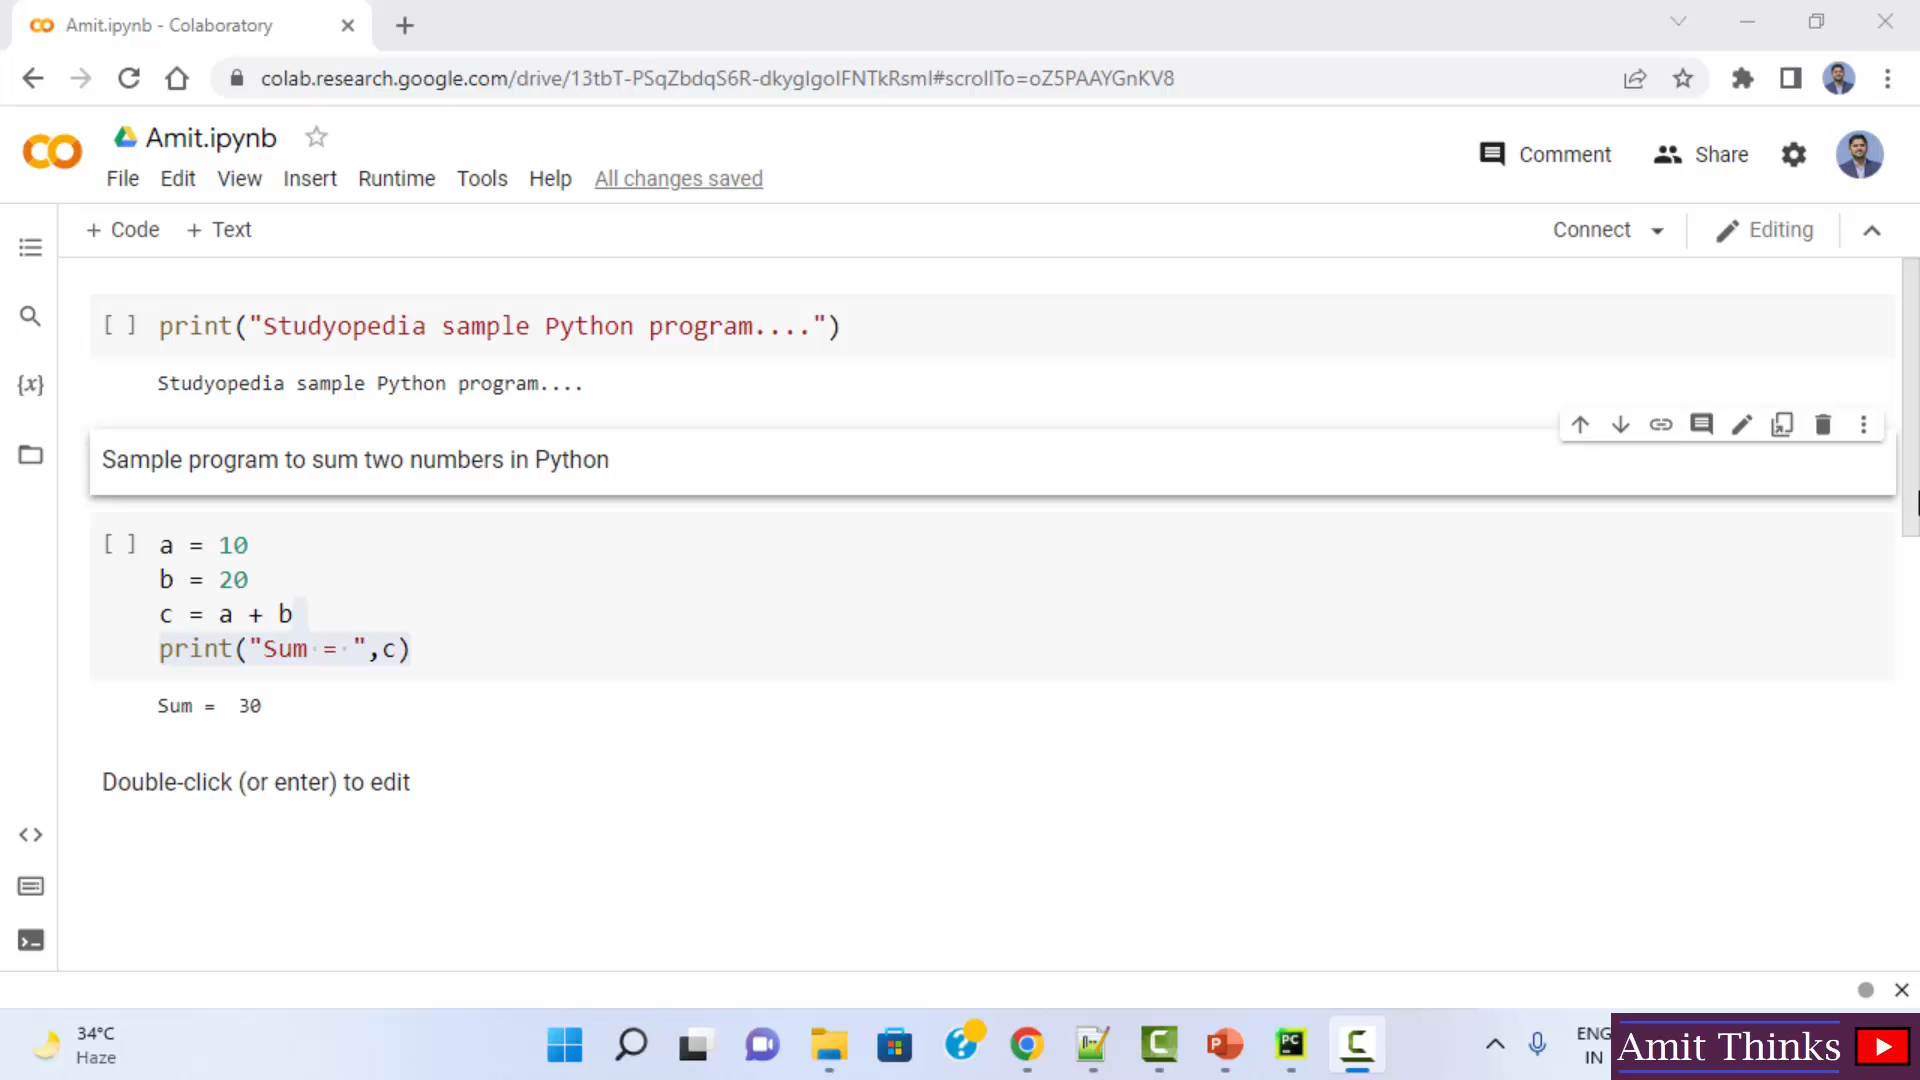 Amit.ipynb - Colaboratory
colab.research.google.com/drive/13tbT-PSqZbdqS6R-dkyglgolFNTkRsml#scrollTo=oZ5PAAYGnKV8
Amit.ipynb
Comment Share
File Edit View Insert Runtime Tools Help All changes saved
+ Code + Text Connect Editing
[ ] print("Studyopedia sample Python program....")
Studyopedia sample Python program....
Sample program to sum two numbers in Python
[ ] a = 10
b = 20
c = a + b
print("Sum = ",c)
Sum =  30
Double-click (or enter) to edit
34°C
Haze
ENG
IN
Amit Thinks